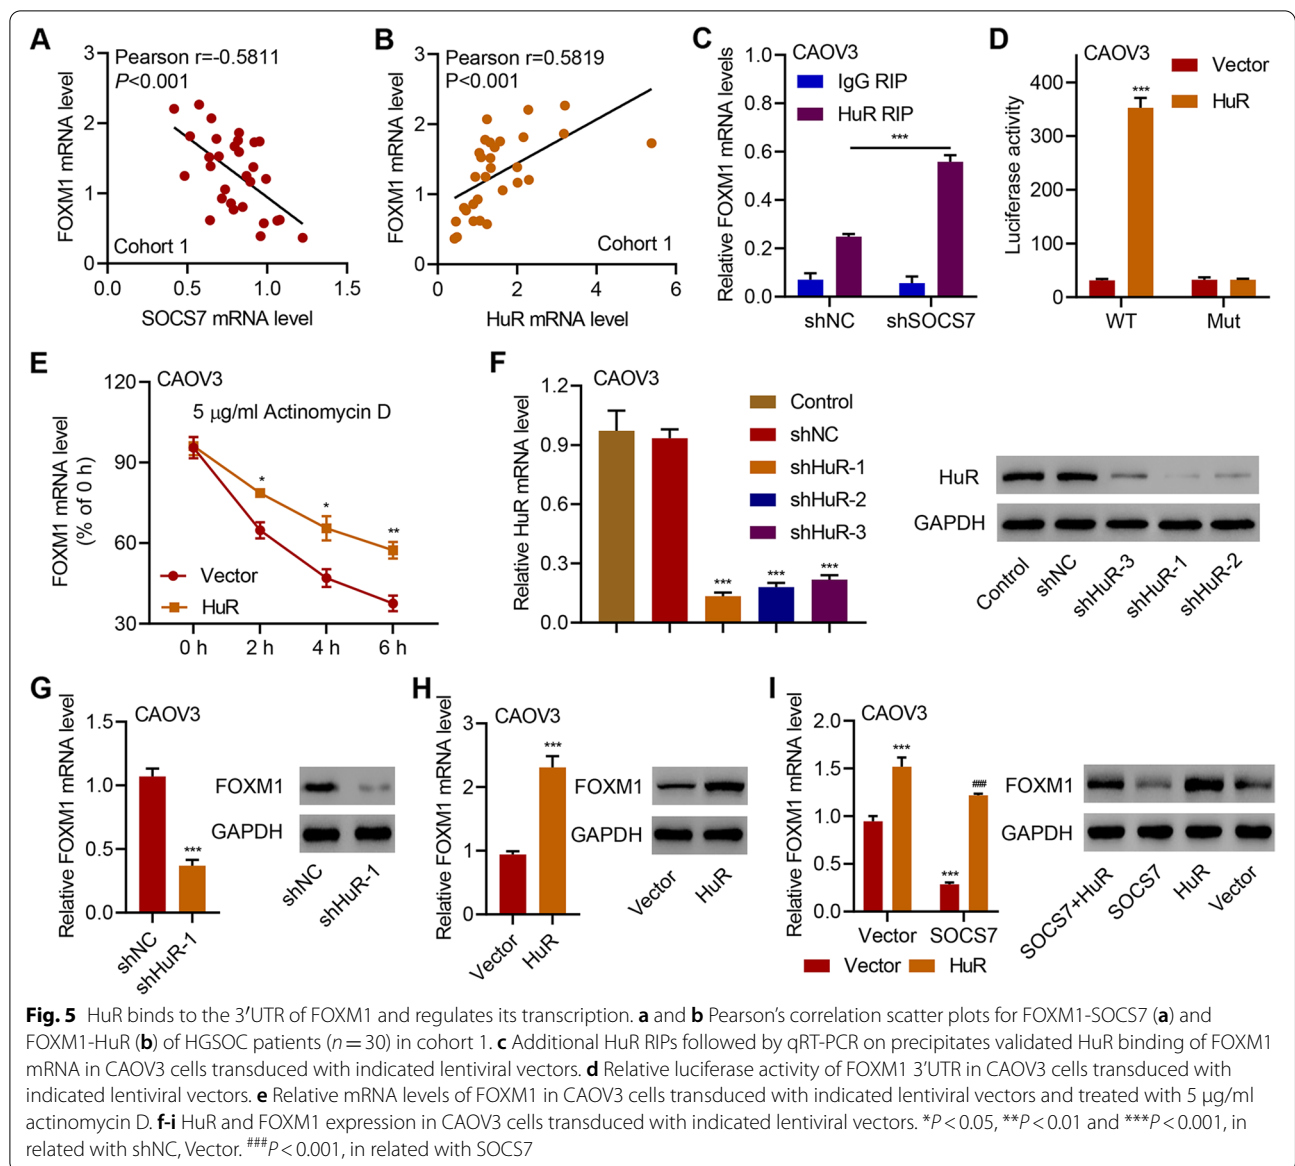 A
Pearson r=-0.5811
P<0.001
FOXM1 mRNA level
3
2
1
0
Cohort 1
0.0 0.5 1.0 1.5
SOCS7 mRNA level
B
Pearson r=0.5819
P<0.001
FOXM1 mRNA level
3
2
1
0
Cohort 1
0 2 4 6
HuR mRNA level
C
CAOV3
IgG RIP
HuR RIP
***
Relative FOXM1 mRNA levels
1.0
0.8
0.6
0.4
0.2
0.0
shNC shSOCS7
D
CAOV3
Vector
HuR
***
Luciferase activity
400
300
200
100
0
WT Mut
E
CAOV3
5 μg/ml Actinomycin D
FOXM1 mRNA level
(% of 0 h)
120
90
60
30
* * **
Vector
HuR
0 h 2 h 4 h 6 h
F
CAOV3
Relative HuR mRNA level
1.2
0.9
0.6
0.3
0.0
Control
shNC
shHuR-1
shHuR-2
shHuR-3
*** *** ***
HuR
GAPDH
Control shNC shHuR-3 shHuR-1 shHuR-2
G
CAOV3
Relative FOXM1 mRNA level
1.5
1.0
0.5
0.0
***
shNC shHuR-1
FOXM1
GAPDH
shNC shHuR-1
H
CAOV3
Relative FOXM1 mRNA level
3
2
1
0
***
Vector HuR
FOXM1
GAPDH
Vector HuR
I
CAOV3
Relative FOXM1 mRNA level
2.0
1.5
1.0
0.5
0.0
*** *** ###
Vector SOCS7
Vector HuR
FOXM1
GAPDH
SOCS7+HuR SOCS7 HuR Vector
Fig. 5 HuR binds to the 3′UTR of FOXM1 and regulates its transcription. a and b Pearson's correlation scatter plots for FOXM1-SOCS7 (a) and
FOXM1-HuR (b) of HGSOC patients (n = 30) in cohort 1. c Additional HuR RIPs followed by qRT-PCR on precipitates validated HuR binding of FOXM1
mRNA in CAOV3 cells transduced with indicated lentiviral vectors. d Relative luciferase activity of FOXM1 3'UTR in CAOV3 cells transduced with
indicated lentiviral vectors. e Relative mRNA levels of FOXM1 in CAOV3 cells transduced with indicated lentiviral vectors and treated with 5 μg/ml
actinomycin D. f-i HuR and FOXM1 expression in CAOV3 cells transduced with indicated lentiviral vectors. *P < 0.05, **P < 0.01 and ***P < 0.001, in
related with shNC, Vector. ###P < 0.001, in related with SOCS7